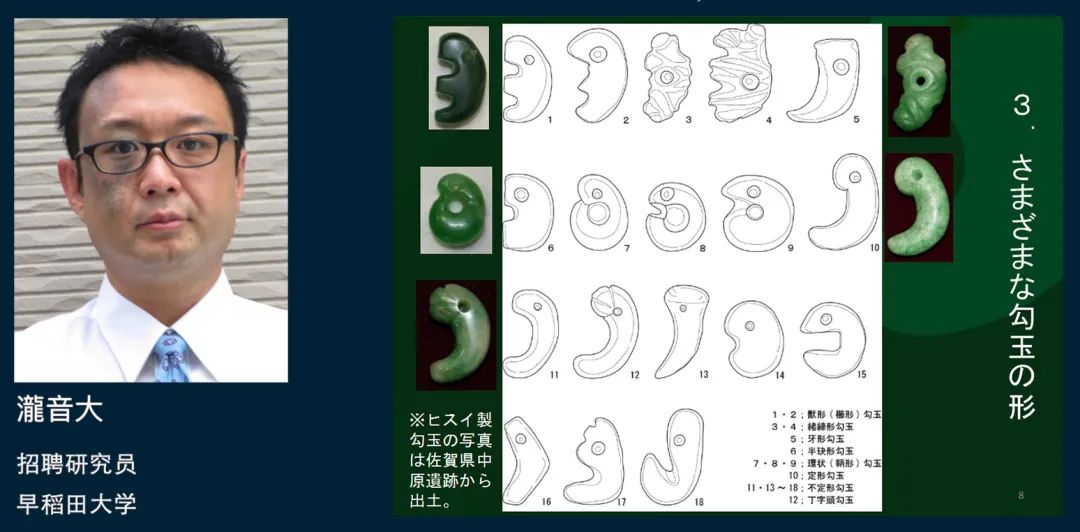 瀧音大
招聘研究员
早稲田大学
3．さまざまな勾玉の形
1
2
3
4
5
6
7
8
9
10
11
12
13
14
15
16
17
18
1・2；獣形（櫛形）勾玉
3・4；緒締形勾玉
5；牙形勾玉
6；半玦形勾玉
7・8・9；環状（鞆形）勾玉
10；定形勾玉
11・13～18；不定形勾玉
12；丁字頭勾玉
※ヒスイ製
勾玉の写真
は佐賀県中
原遺跡から
出土。
8